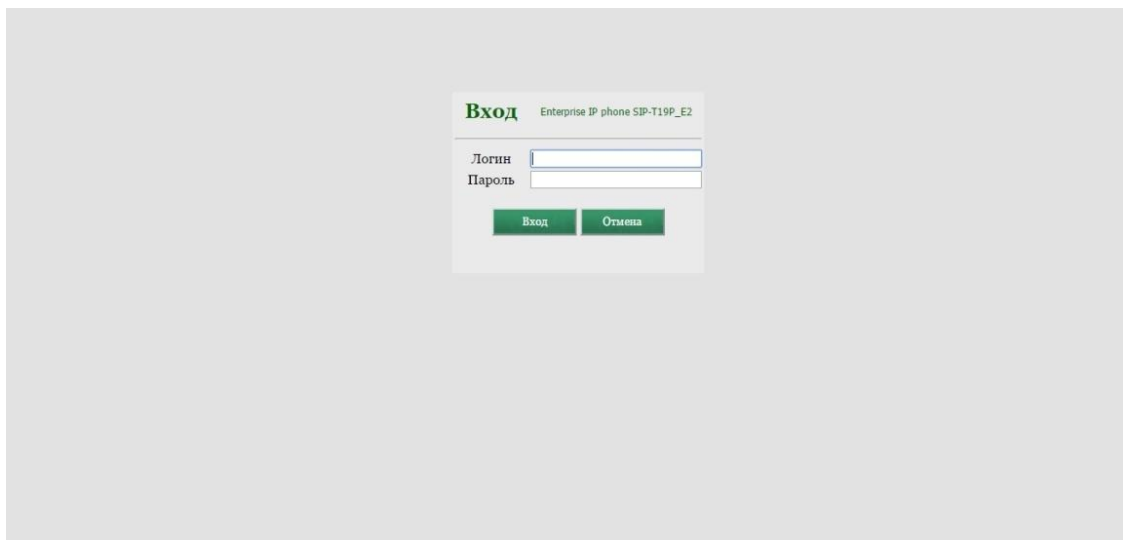 Вход Enterprise IP phone SIP-T19P_E2
Логин
Пароль
Вход Отмена